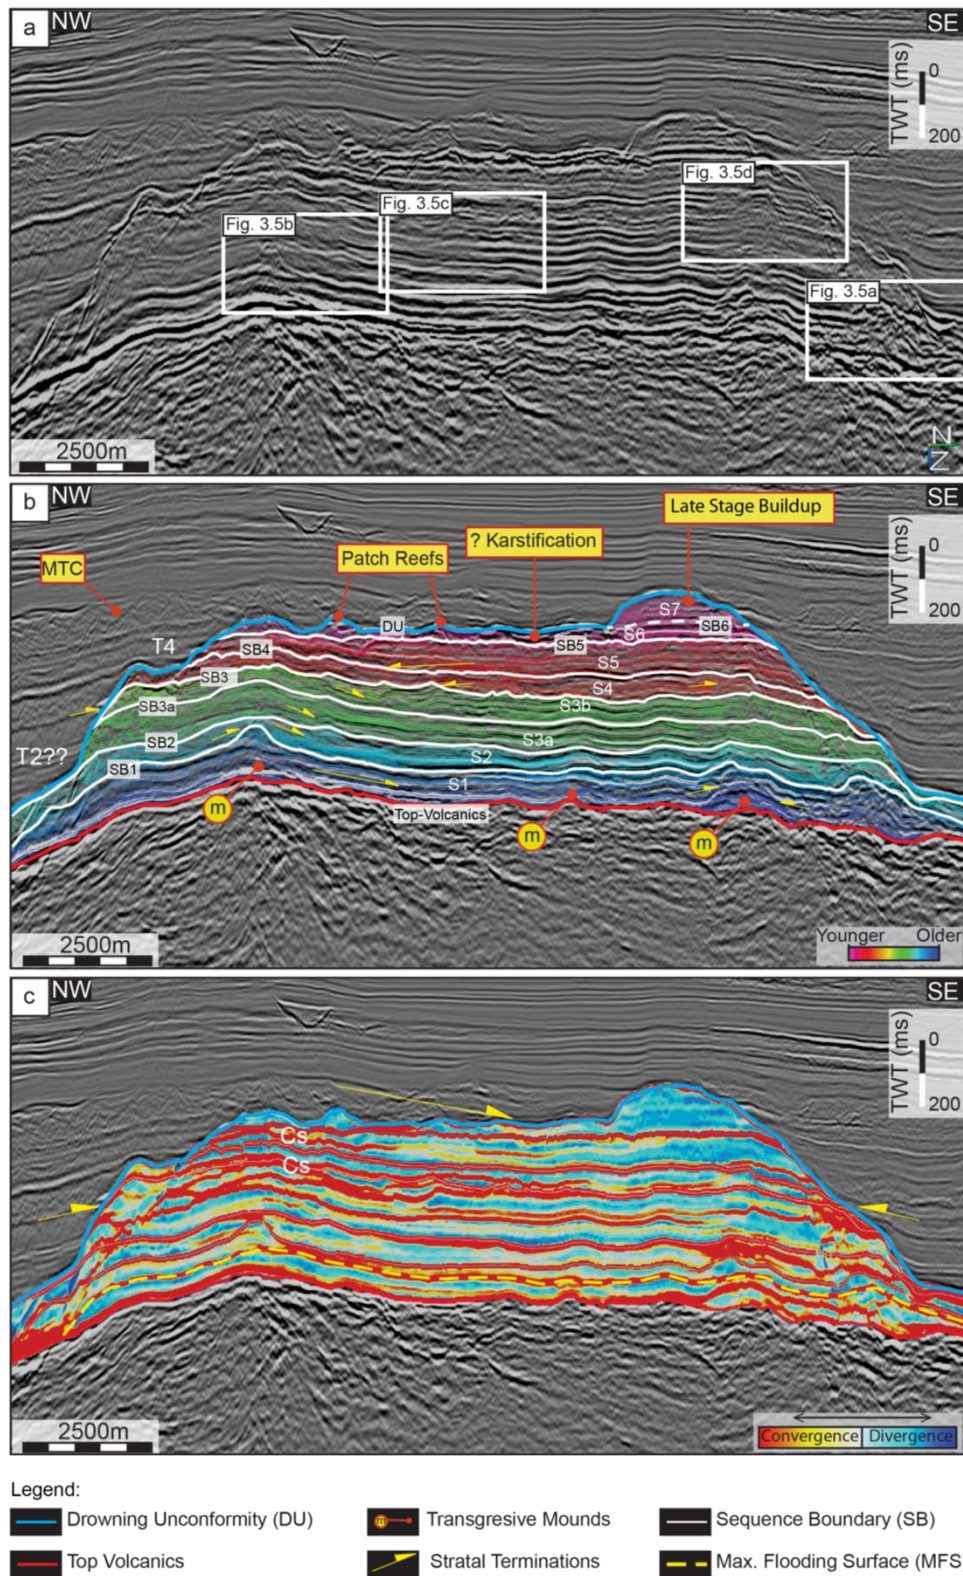 a NW SE
TWT (ms)
0
200
Fig. 3.5d
Fig. 3.5c
Fig. 3.5b
Fig. 3.5a
2500m
N
Z
b NW SE
Late Stage Buildup
? Karstification
Patch Reefs
MTC
TWT (ms)
0
200
S7
DU
SB6
S6
SB5
T4
SB4
S5
SB3
S4
SB3a
S3b
T2??
SB2
S3a
SB1
S2
S1
Top-Volcanics
m
m
m
2500m
Younger Older
c NW SE
TWT (ms)
0
200
Cs
Cs
2500m
Convergence Divergence
Legend:
Drowning Unconformity (DU)
m Transgresive Mounds
Sequence Boundary (SB)
Top Volcanics
Stratal Terminations
Max. Flooding Surface (MFS)